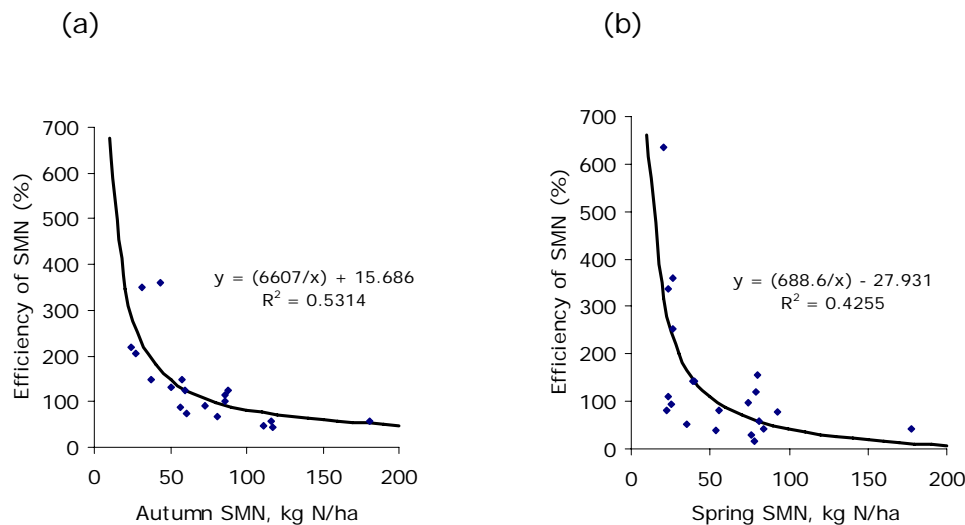 (a)
700
600
500
400
300
200
100
0
Efficiency of SMN (%)
y = (6607/x) + 15.686
R² = 0.5314
0 50 100 150 200
Autumn SMN, kg N/ha
(b)
700
600
500
400
300
200
100
0
Efficiency of SMN (%)
y = (688.6/x) - 27.931
R² = 0.4255
0 50 100 150 200
Spring SMN, kg N/ha